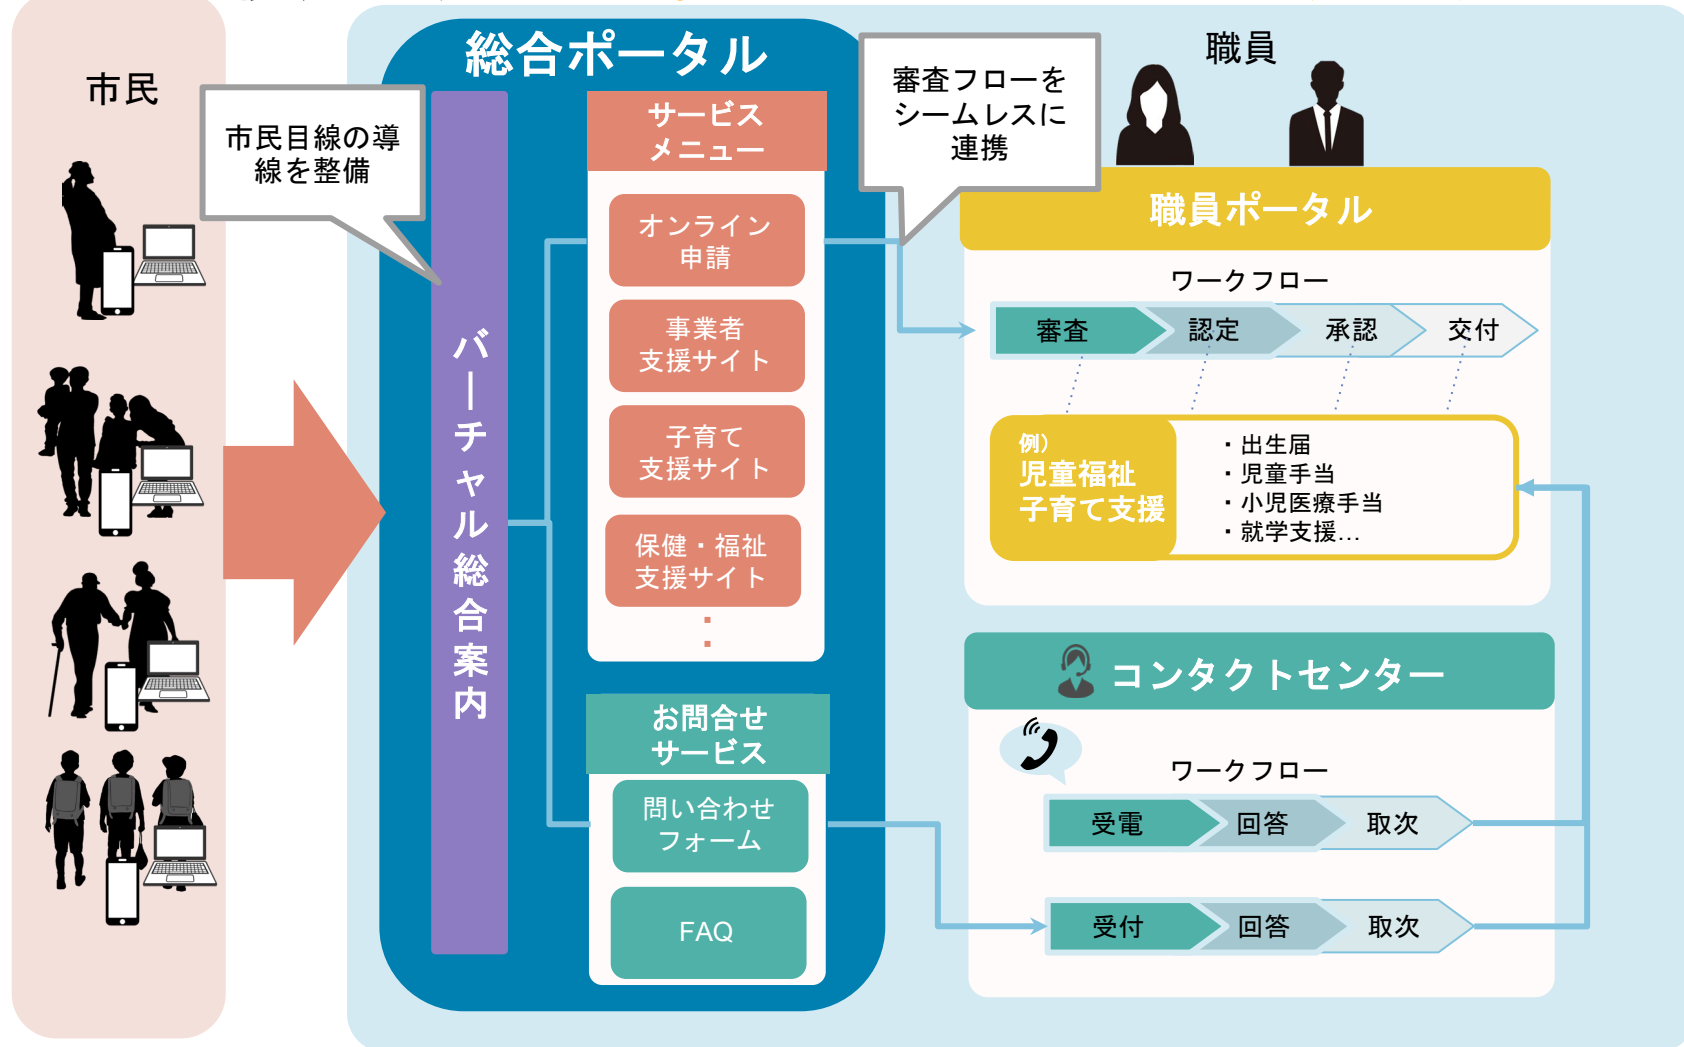 市民
市民目線の導
線を整備
総合ポータル
バーチャル総合案内
サービス
メニュー
オンライン
申請
事業者
支援サイト
子育て
支援サイト
保健・福祉
支援サイト
・
・
お問合せ
サービス
問い合わせ
フォーム
FAQ
審査フローを
シームレスに
連携
職員
職員ポータル
ワークフロー
審査
認定
承認
交付
例）
児童福祉
子育て支援
・出生届
・児童手当
・小児医療手当
・就学支援…
コンタクトセンター
ワークフロー
受電
回答
取次
受付
回答
取次